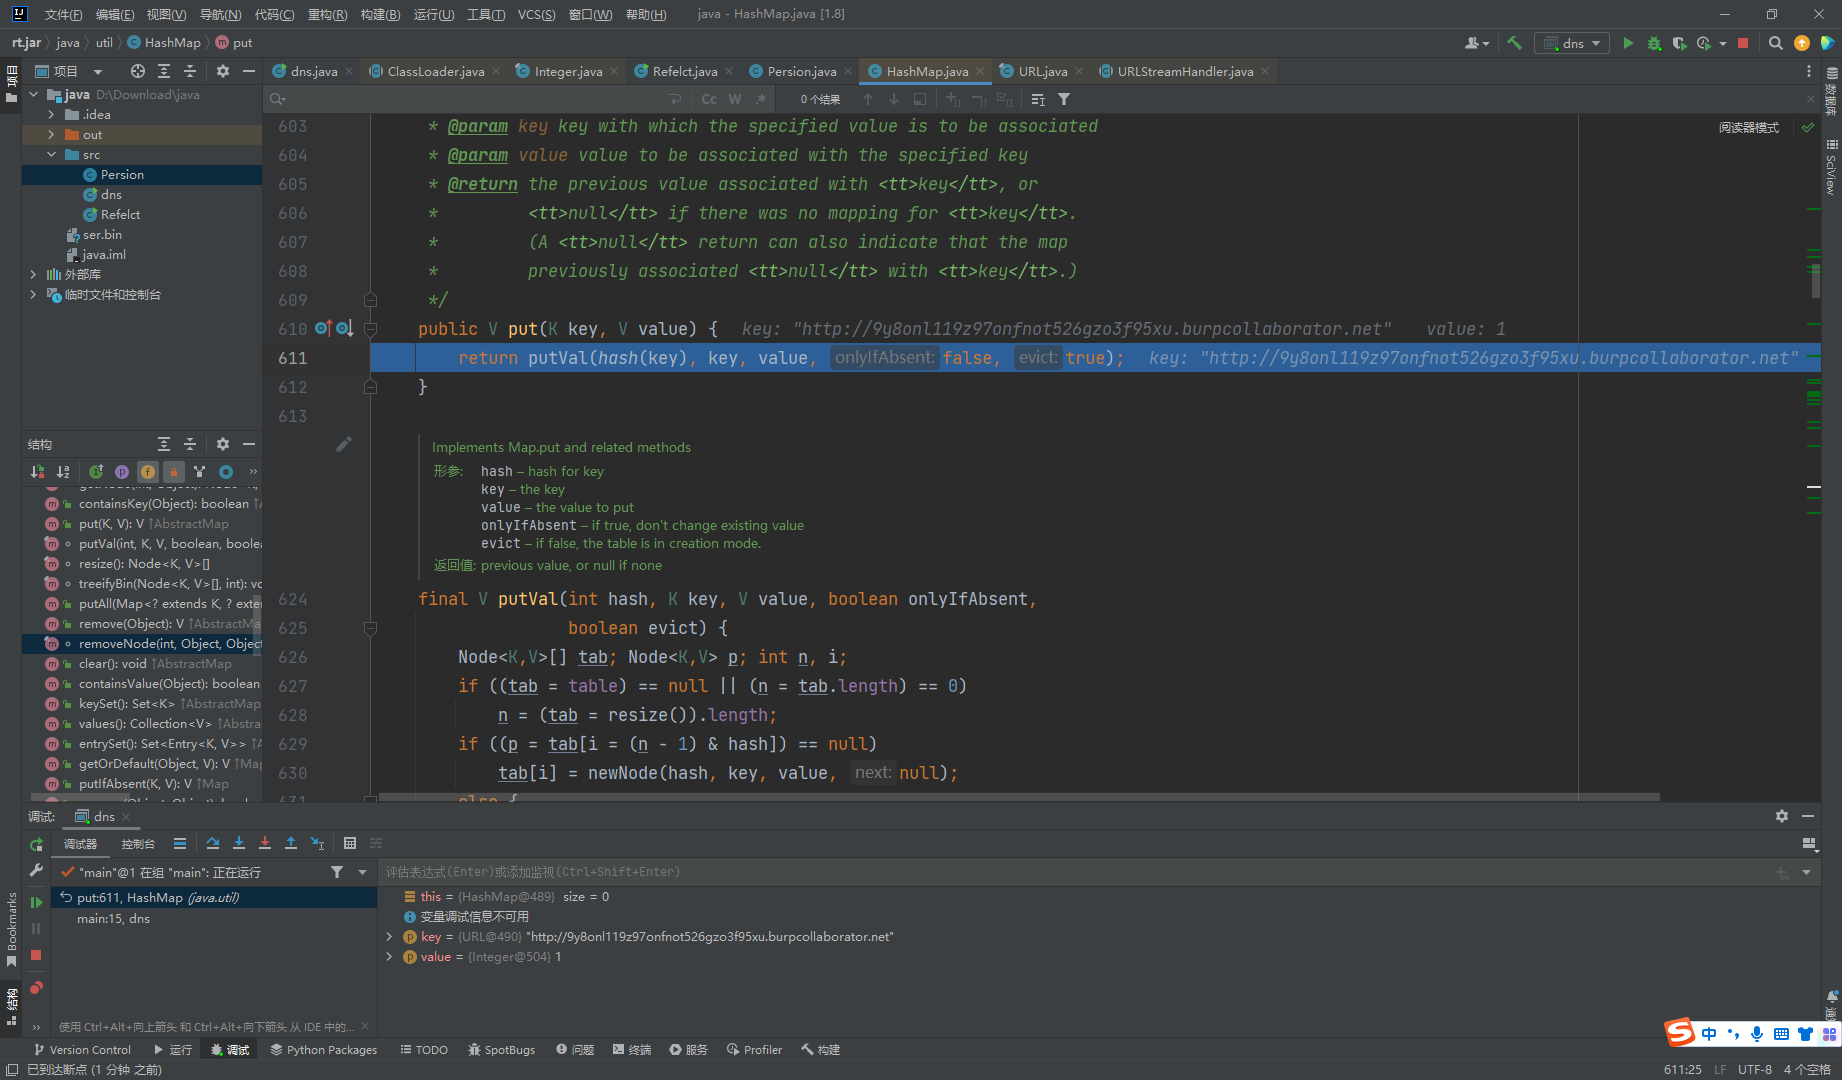 文件(F) 编辑(E) 视图(V) 导航(N) 代码(C) 重构(R) 构建(B) 运行(U) 工具(T) VCS(S) 窗口(W) 帮助(H) java - HashMap.java [1.8]
rt.jar java util HashMap put dns
项目 dns.java ClassLoader.java Integer.java Refelct.java Persion.java HashMap.java URL.java URLStreamHandler.java
项目
java D:\Download\java
.idea
out
src
Persion
dns
Refelct
ser.bin
java.iml
外部库
临时文件和控制台
Cc W .* 0 个结果
阅读器模式
数据库
SciView
603 * @param key key with which the specified value is to be associated
604 * @param value value to be associated with the specified key
605 * @return the previous value associated with <tt>key</tt>, or
606 * <tt>null</tt> if there was no mapping for <tt>key</tt>.
607 * (A <tt>null</tt> return can also indicate that the map
608 * previously associated <tt>null</tt> with <tt>key</tt>.)
609 */
610 public V put(K key, V value) { key: "http://9y8onl119z97onfnot526gzo3f95xu.burpcollaborator.net" value: 1
611 return putVal(hash(key), key, value, onlyIfAbsent: false, evict: true); key: "http://9y8onl119z97onfnot526gzo3f95xu.burpcollaborator.net"
612 }
613
Implements Map.put and related methods
形参: hash – hash for key
key – the key
value – the value to put
onlyIfAbsent – if true, don't change existing value
evict – if false, the table is in creation mode.
返回值: previous value, or null if none
624 final V putVal(int hash, K key, V value, boolean onlyIfAbsent,
625 boolean evict) {
626 Node<K,V>[] tab; Node<K,V> p; int n, i;
627 if ((tab = table) == null || (n = tab.length) == 0)
628 n = (tab = resize()).length;
629 if ((p = tab[i = (n - 1) & hash]) == null)
630 tab[i] = newNode(hash, key, value, next: null);
631 else {
结构
containsKey(Object): boolean ↑A
put(K, V): V ↑AbstractMap
putVal(int, K, V, boolean, boolea
resize(): Node<K, V>[]
treeifyBin(Node<K, V>[], int): vo
putAll(Map<? extends K, ? exte
remove(Object): V ↑AbstractMa
removeNode(int, Object, Object
clear(): void ↑AbstractMap
containsValue(Object): boolean
keySet(): Set<K> ↑AbstractMap
values(): Collection<V> ↑Abstra
entrySet(): Set<Entry<K, V>> ↑A
getOrDefault(Object, V): V ↑Map
putIfAbsent(K, V): V ↑Map
调试: dns
调试器 控制台
"main"@1 在组 "main": 正在运行
put:611, HashMap (java.util)
main:15, dns
使用 Ctrl+Alt+向上箭头 和 Ctrl+Alt+向下箭头 从 IDE 中的...
评估表达式(Enter)或添加监视(Ctrl+Shift+Enter)
this = {HashMap@489} size = 0
变量调试信息不可用
key = {URL@490} "http://9y8onl119z97onfnot526gzo3f95xu.burpcollaborator.net"
value = {Integer@504} 1
Bookmarks
结构
中
Version Control 运行 调试 Python Packages TODO SpotBugs 问题 终端 服务 Profiler 构建
已到达断点 (1 分钟 之前) 611:25 LF UTF-8 4 个空格